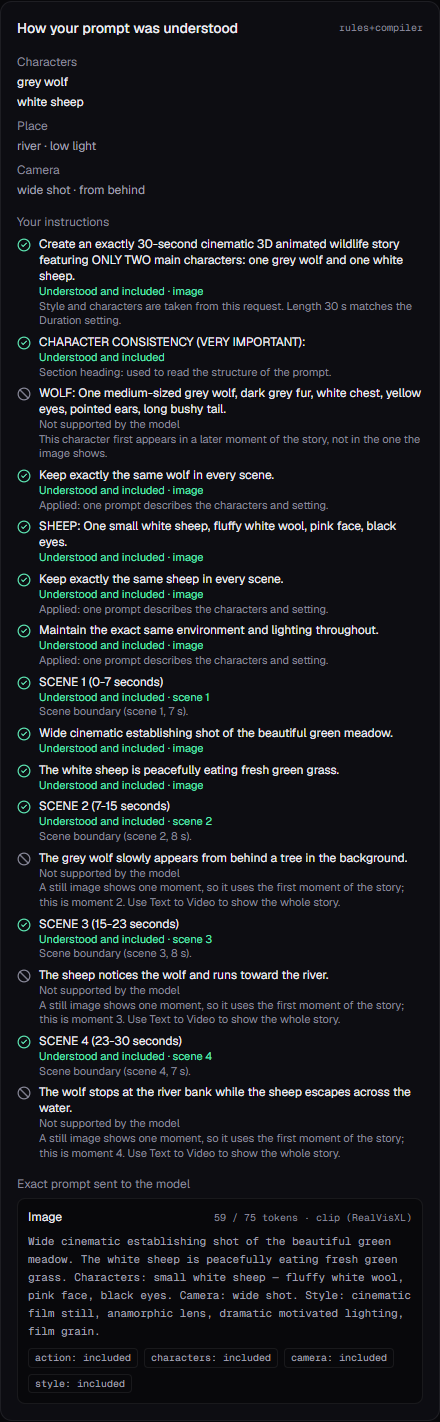 How your prompt was understood
rules+compiler
Characters
grey wolf
white sheep
Place
river · low light
Camera
wide shot · from behind
Your instructions
Create an exactly 30-second cinematic 3D animated wildlife story
featuring ONLY TWO main characters: one grey wolf and one white
sheep.
Understood and included · image
Style and characters are taken from this request. Length 30 s matches the
Duration setting.
CHARACTER CONSISTENCY (VERY IMPORTANT):
Understood and included
Section heading: used to read the structure of the prompt.
WOLF: One medium-sized grey wolf, dark grey fur, white chest, yellow
eyes, pointed ears, long bushy tail.
Not supported by the model
This character first appears in a later moment of the story, not in the one the
image shows.
Keep exactly the same wolf in every scene.
Understood and included · image
Applied: one prompt describes the characters and setting.
SHEEP: One small white sheep, fluffy white wool, pink face, black
eyes.
Understood and included · image
Keep exactly the same sheep in every scene.
Understood and included · image
Applied: one prompt describes the characters and setting.
Maintain the exact same environment and lighting throughout.
Understood and included · image
Applied: one prompt describes the characters and setting.
SCENE 1 (0-7 seconds)
Understood and included · scene 1
Scene boundary (scene 1, 7 s).
Wide cinematic establishing shot of the beautiful green meadow.
Understood and included · image
The white sheep is peacefully eating fresh green grass.
Understood and included · image
SCENE 2 (7-15 seconds)
Understood and included · scene 2
Scene boundary (scene 2, 8 s).
The grey wolf slowly appears from behind a tree in the background.
Not supported by the model
A still image shows one moment, so it uses the first moment of the story;
this is moment 2. Use Text to Video to show the whole story.
SCENE 3 (15-23 seconds)
Understood and included · scene 3
Scene boundary (scene 3, 8 s).
The sheep notices the wolf and runs toward the river.
Not supported by the model
A still image shows one moment, so it uses the first moment of the story;
this is moment 3. Use Text to Video to show the whole story.
SCENE 4 (23-30 seconds)
Understood and included · scene 4
Scene boundary (scene 4, 7 s).
The wolf stops at the river bank while the sheep escapes across the
water.
Not supported by the model
A still image shows one moment, so it uses the first moment of the story;
this is moment 4. Use Text to Video to show the whole story.
Exact prompt sent to the model
Image
59 / 75 tokens · clip (RealVisXL)
Wide cinematic establishing shot of the beautiful green
meadow. The white sheep is peacefully eating fresh green
grass. Characters: small white sheep — fluffy white wool,
pink face, black eyes. Camera: wide shot. Style: cinematic
film still, anamorphic lens, dramatic motivated lighting,
film grain.
action: included
characters: included
camera: included
style: included